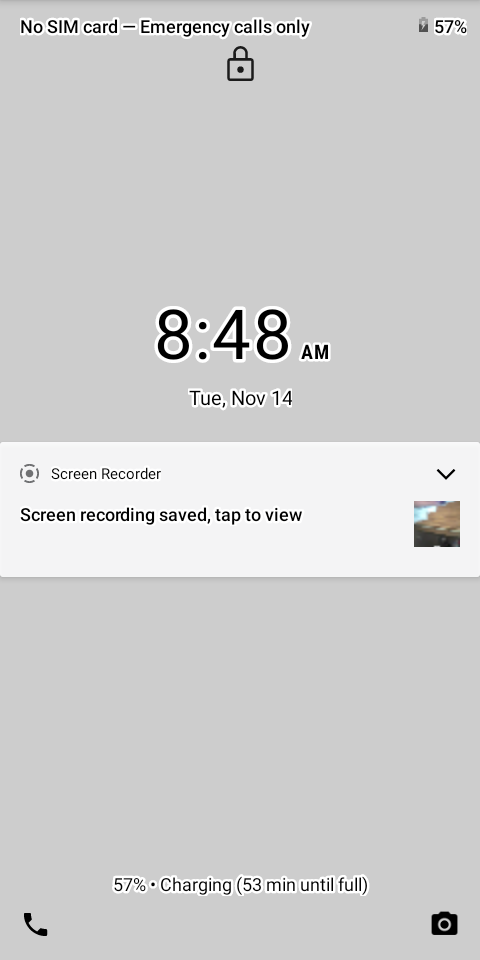 No SIM card — Emergency calls only 57%
8:48 AM
Tue, Nov 14
Screen Recorder
Screen recording saved, tap to view
57% • Charging (53 min until full)